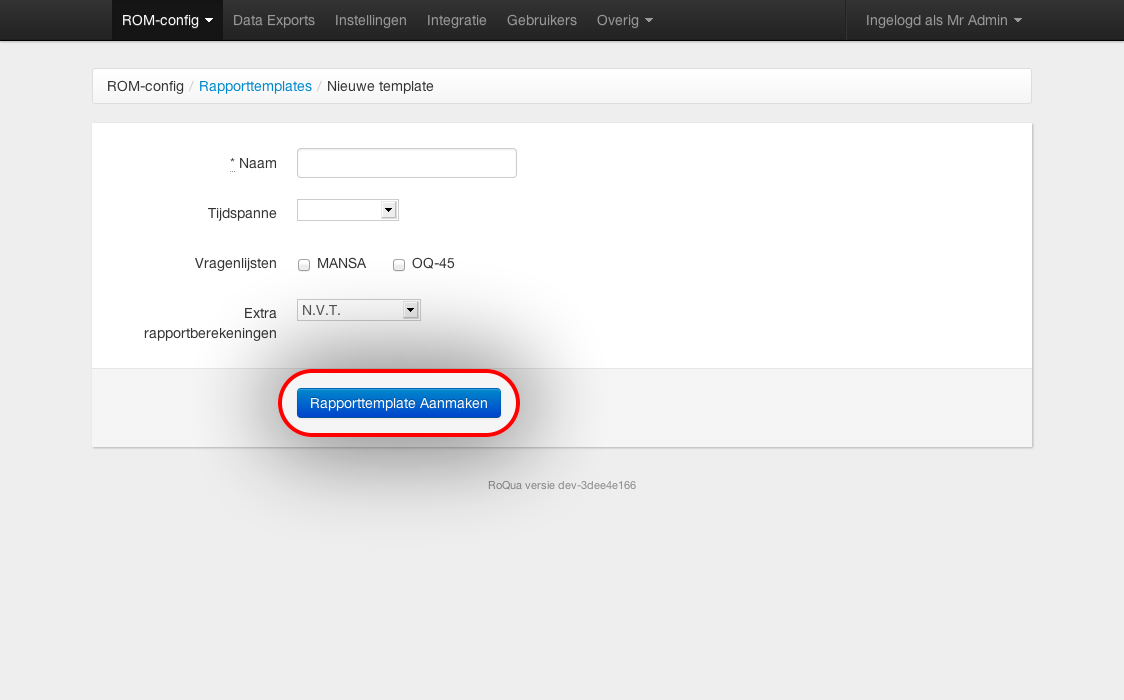 ROM-config Data Exports Instellingen Integratie Gebruikers Overig Ingelogd als Mr Admin
ROM-config / Rapporttemplates / Nieuwe template
* Naam
Tijdspanne
Vragenlijsten MANSA OQ-45
Extra rapportberekeningen N.V.T.
Rapporttemplate Aanmaken
RoQua versie dev-3dee4e166